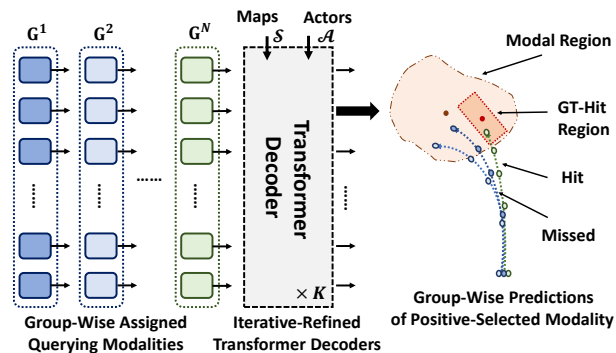 G¹ G² Gᴺ
Maps Actors
𝒮 𝒜
Transformer
Decoder
× K
Modal Region
GT-Hit
Region
Hit
Missed
Group-Wise Assigned
Querying Modalities
Iterative-Refined
Transformer Decoders
Group-Wise Predictions
of Positive-Selected Modality